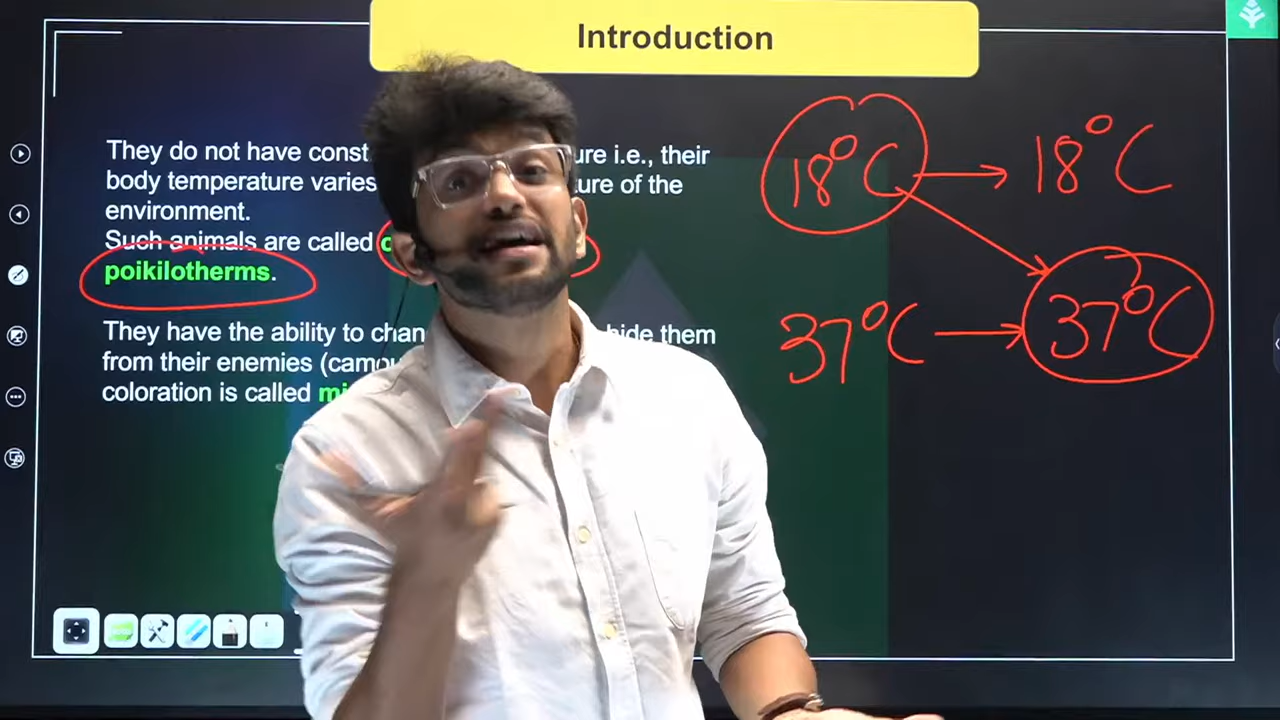 Introduction
They do not have const ure i.e., their
body temperature varies ture of the
environment.
Such animals are called c
poikilotherms.
They have the ability to chan hide them
from their enemies (camou
coloration is called mi
18°C → 18°C
37°C → 37°C